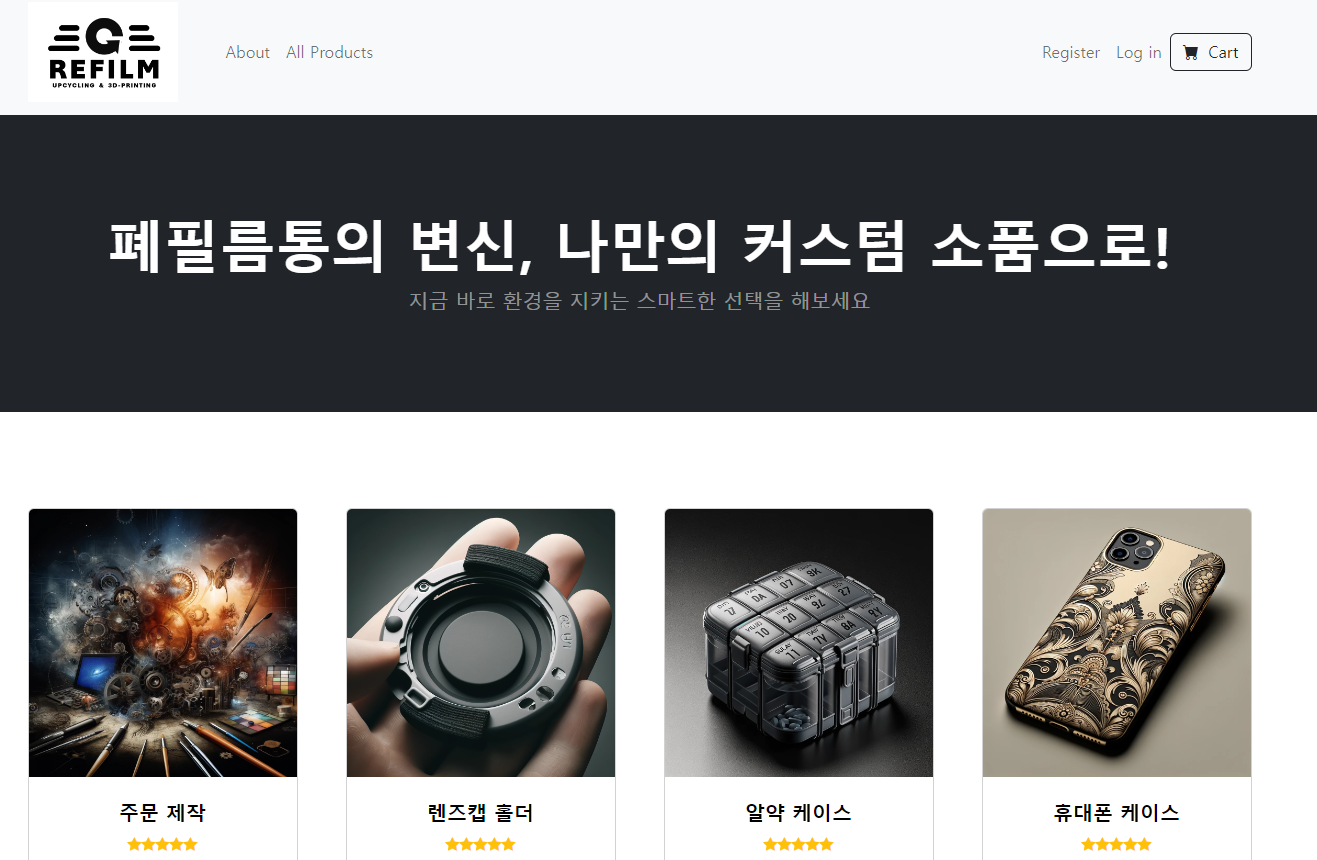 REFILM
UPCYCLING & 3D-PRINTING
About All Products
Register Log in Cart
폐필름통의 변신, 나만의 커스텀 소품으로!
지금 바로 환경을 지키는 스마트한 선택을 해보세요
주문 제작
렌즈캡 홀더
알약 케이스
휴대폰 케이스